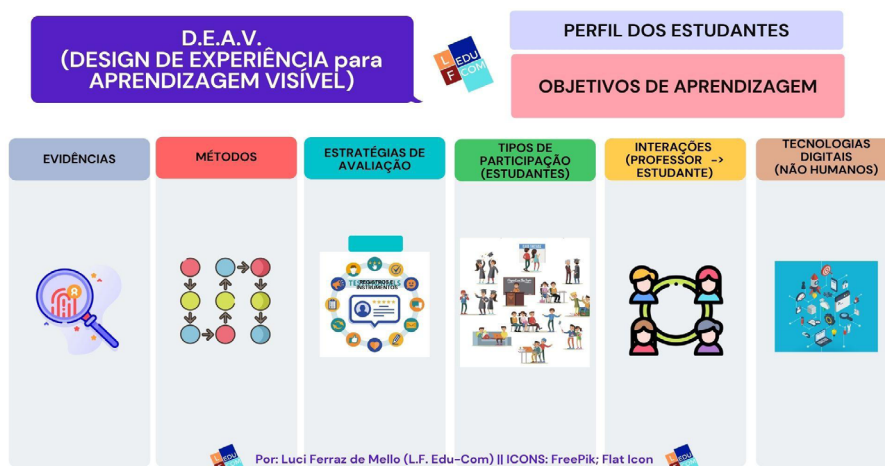 D.E.A.V.
(DESIGN DE EXPERIÊNCIA para
APRENDIZAGEM VISÍVEL)
L EDU
F COM
PERFIL DOS ESTUDANTES
OBJETIVOS DE APRENDIZAGEM
EVIDÊNCIAS
MÉTODOS
ESTRATÉGIAS DE
AVALIAÇÃO
TIPOS DE
PARTICIPAÇÃO
(ESTUDANTES)
INTERAÇÕES
(PROFESSOR ->
ESTUDANTE)
TECNOLOGIAS
DIGITAIS
(NÃO HUMANOS)
R
INSTRUMENTOS
Por: Luci Ferraz de Mello (L.F. Edu-Com) || ICONS: FreePik; Flat Icon